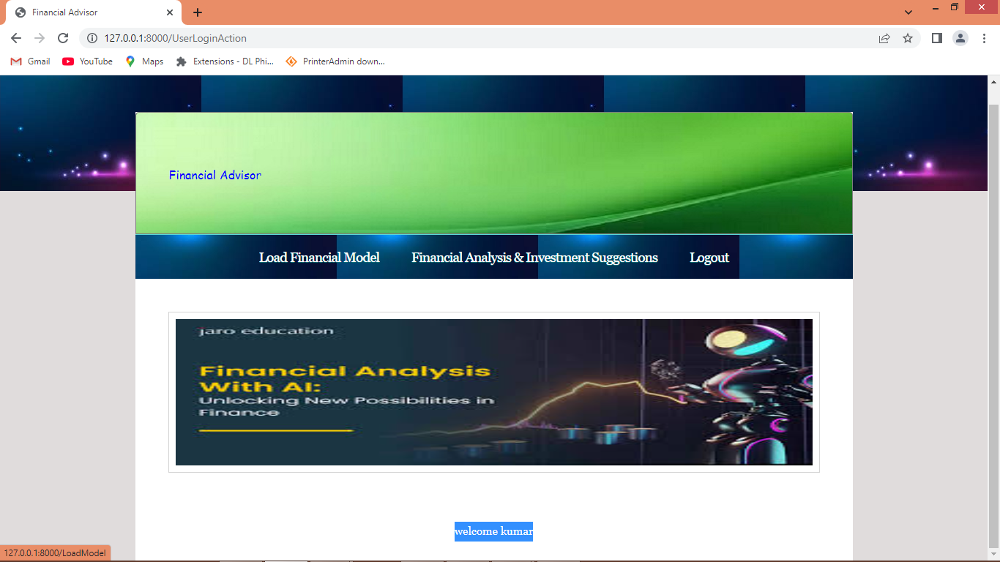 Financial Advisor
127.0.0.1:8000/UserLoginAction
Gmail YouTube Maps Extensions - DL Phi... PrinterAdmin down...
Financial Advisor
Load Financial Model Financial Analysis & Investment Suggestions Logout
jaro education
Financial Analysis
With AI:
Unlocking New Possibilities in
Finance
welcome kumar
127.0.0.1:8000/LoadModel